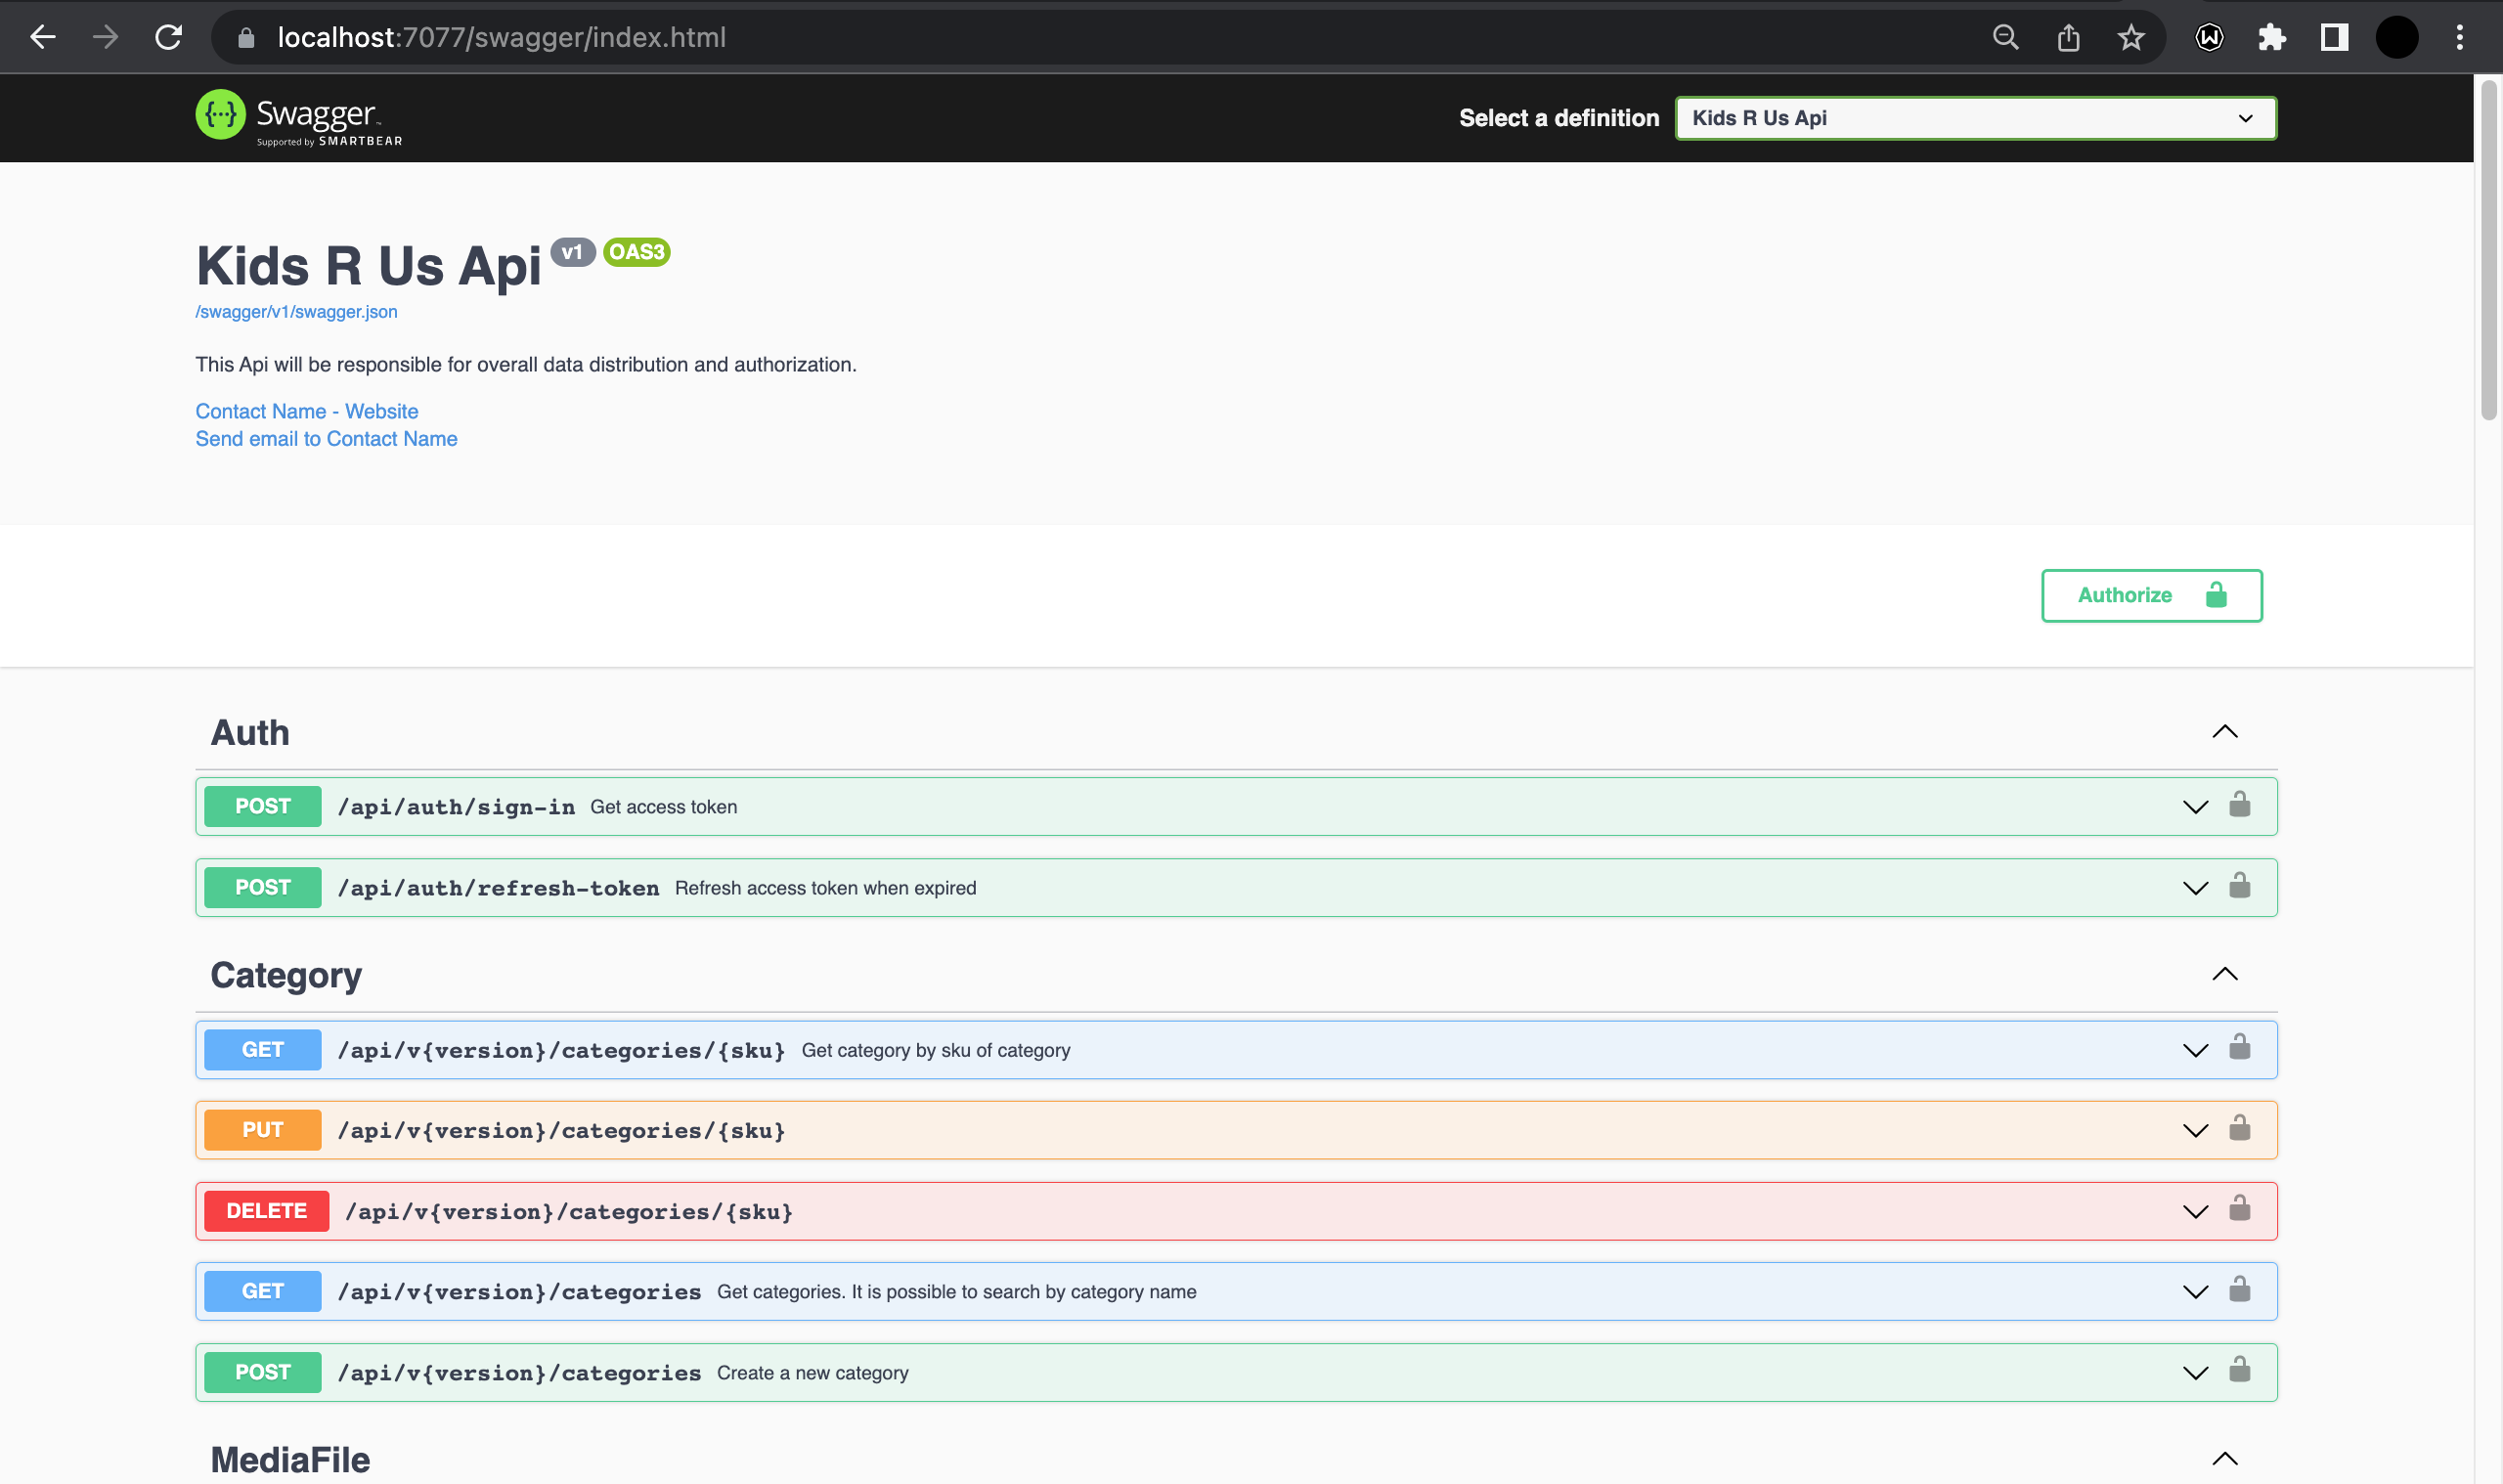 localhost:7077/swagger/index.html
Swagger™
Supported by SMARTBEAR
Select a definition
Kids R Us Api
Kids R Us Api v1 OAS3
/swagger/v1/swagger.json
This Api will be responsible for overall data distribution and authorization.
Contact Name - Website
Send email to Contact Name
Authorize
Auth
POST /api/auth/sign-in Get access token
POST /api/auth/refresh-token Refresh access token when expired
Category
GET /api/v{version}/categories/{sku} Get category by sku of category
PUT /api/v{version}/categories/{sku}
DELETE /api/v{version}/categories/{sku}
GET /api/v{version}/categories Get categories. It is possible to search by category name
POST /api/v{version}/categories Create a new category
MediaFile